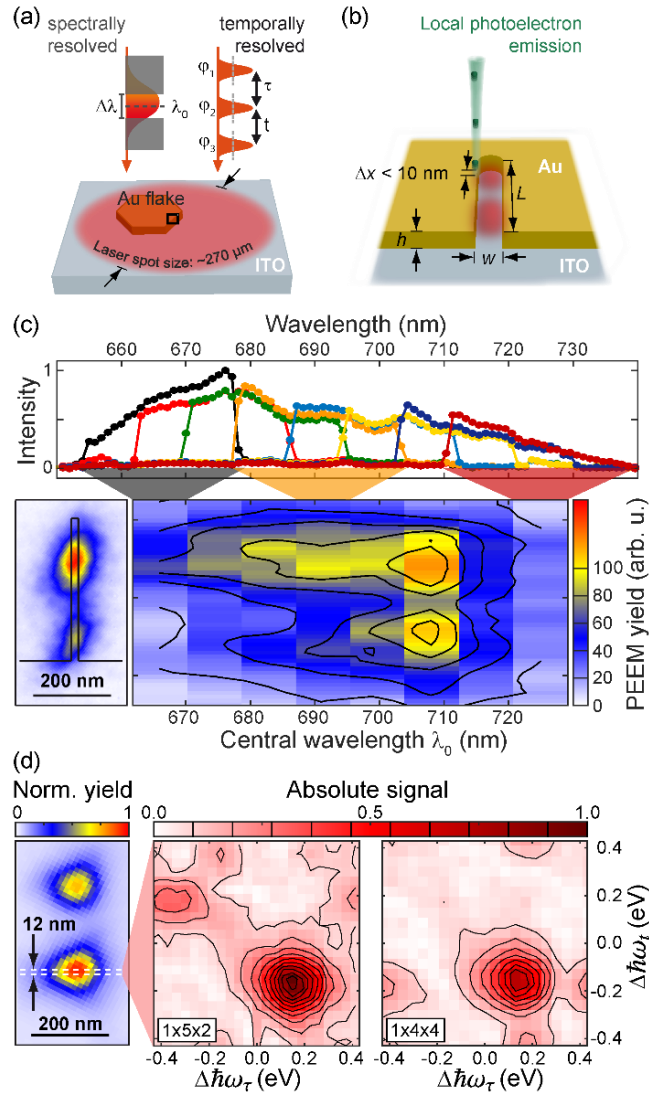 (a)
spectrally
resolved
temporally
resolved
Δλ
λ₀
φ₁
τ
φ₂
t
φ₃
Au flake
Laser spot size: ~270 μm
ITO
(b)
Local photoelectron
emission
Δx < 10 nm
Au
L
h
w
ITO
(c)
Wavelength (nm)
660 670 680 690 700 710 720 730
Intensity
1
0
200 nm
670 680 690 700 710 720
Central wavelength λ₀ (nm)
100
80
60
40
20
0
PEEM yield (arb. u.)
(d)
Norm. yield
0 1
Absolute signal
0.0 0.5 1.0
12 nm
200 nm
1x5x2
-0.4 -0.2 0.0 0.2 0.4
Δħω_τ (eV)
1x4x4
-0.4 -0.2 0.0 0.2 0.4
Δħω_τ (eV)
0.4
0.2
0.0
-0.2
-0.4
Δħω_t (eV)